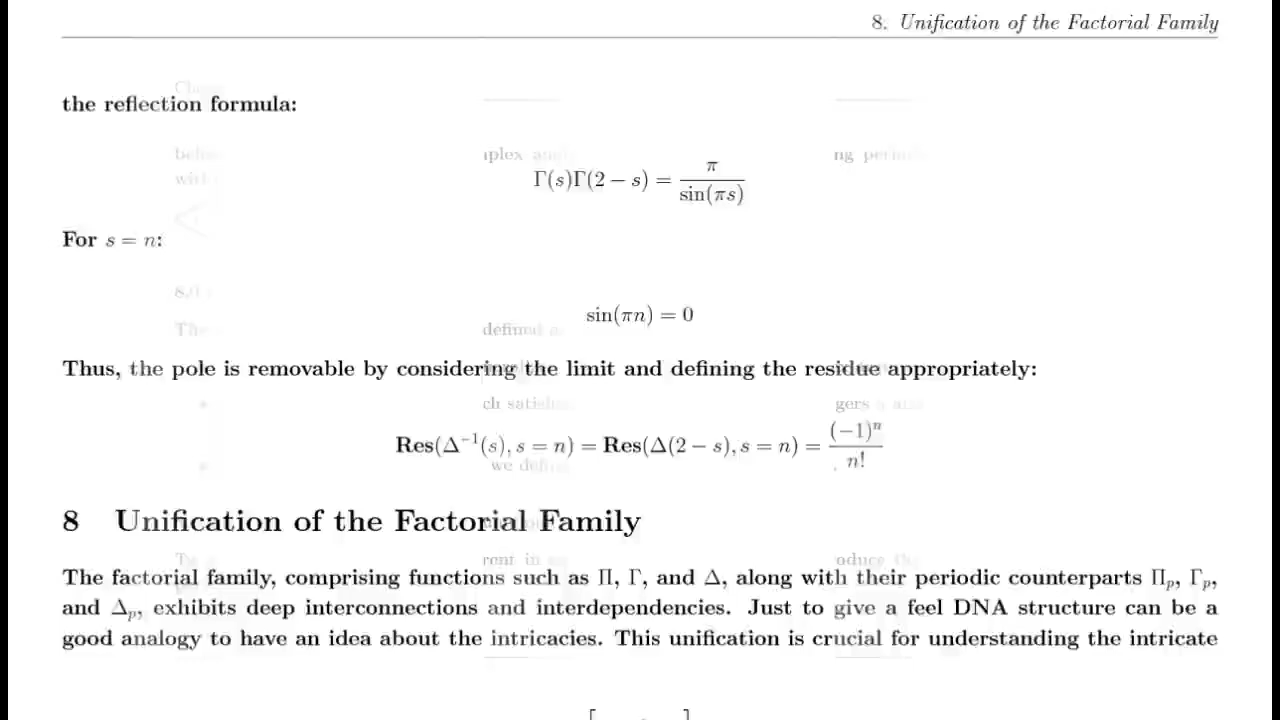 8. Unification of the Factorial Family
the reflection formula:
Γ(s)Γ(2 − s) = π / sin(πs)
For s = n:
sin(πn) = 0
Thus, the pole is removable by considering the limit and defining the residue appropriately:
Res(Δ⁻¹(s), s = n) = Res(Δ(2 − s), s = n) = (−1)ⁿ / n!
8 Unification of the Factorial Family
The factorial family, comprising functions such as Π, Γ, and Δ, along with their periodic counterparts Πₚ, Γₚ,
and Δₚ, exhibits deep interconnections and interdependencies. Just to give a feel DNA structure can be a
good analogy to have an idea about the intricacies. This unification is crucial for understanding the intricate